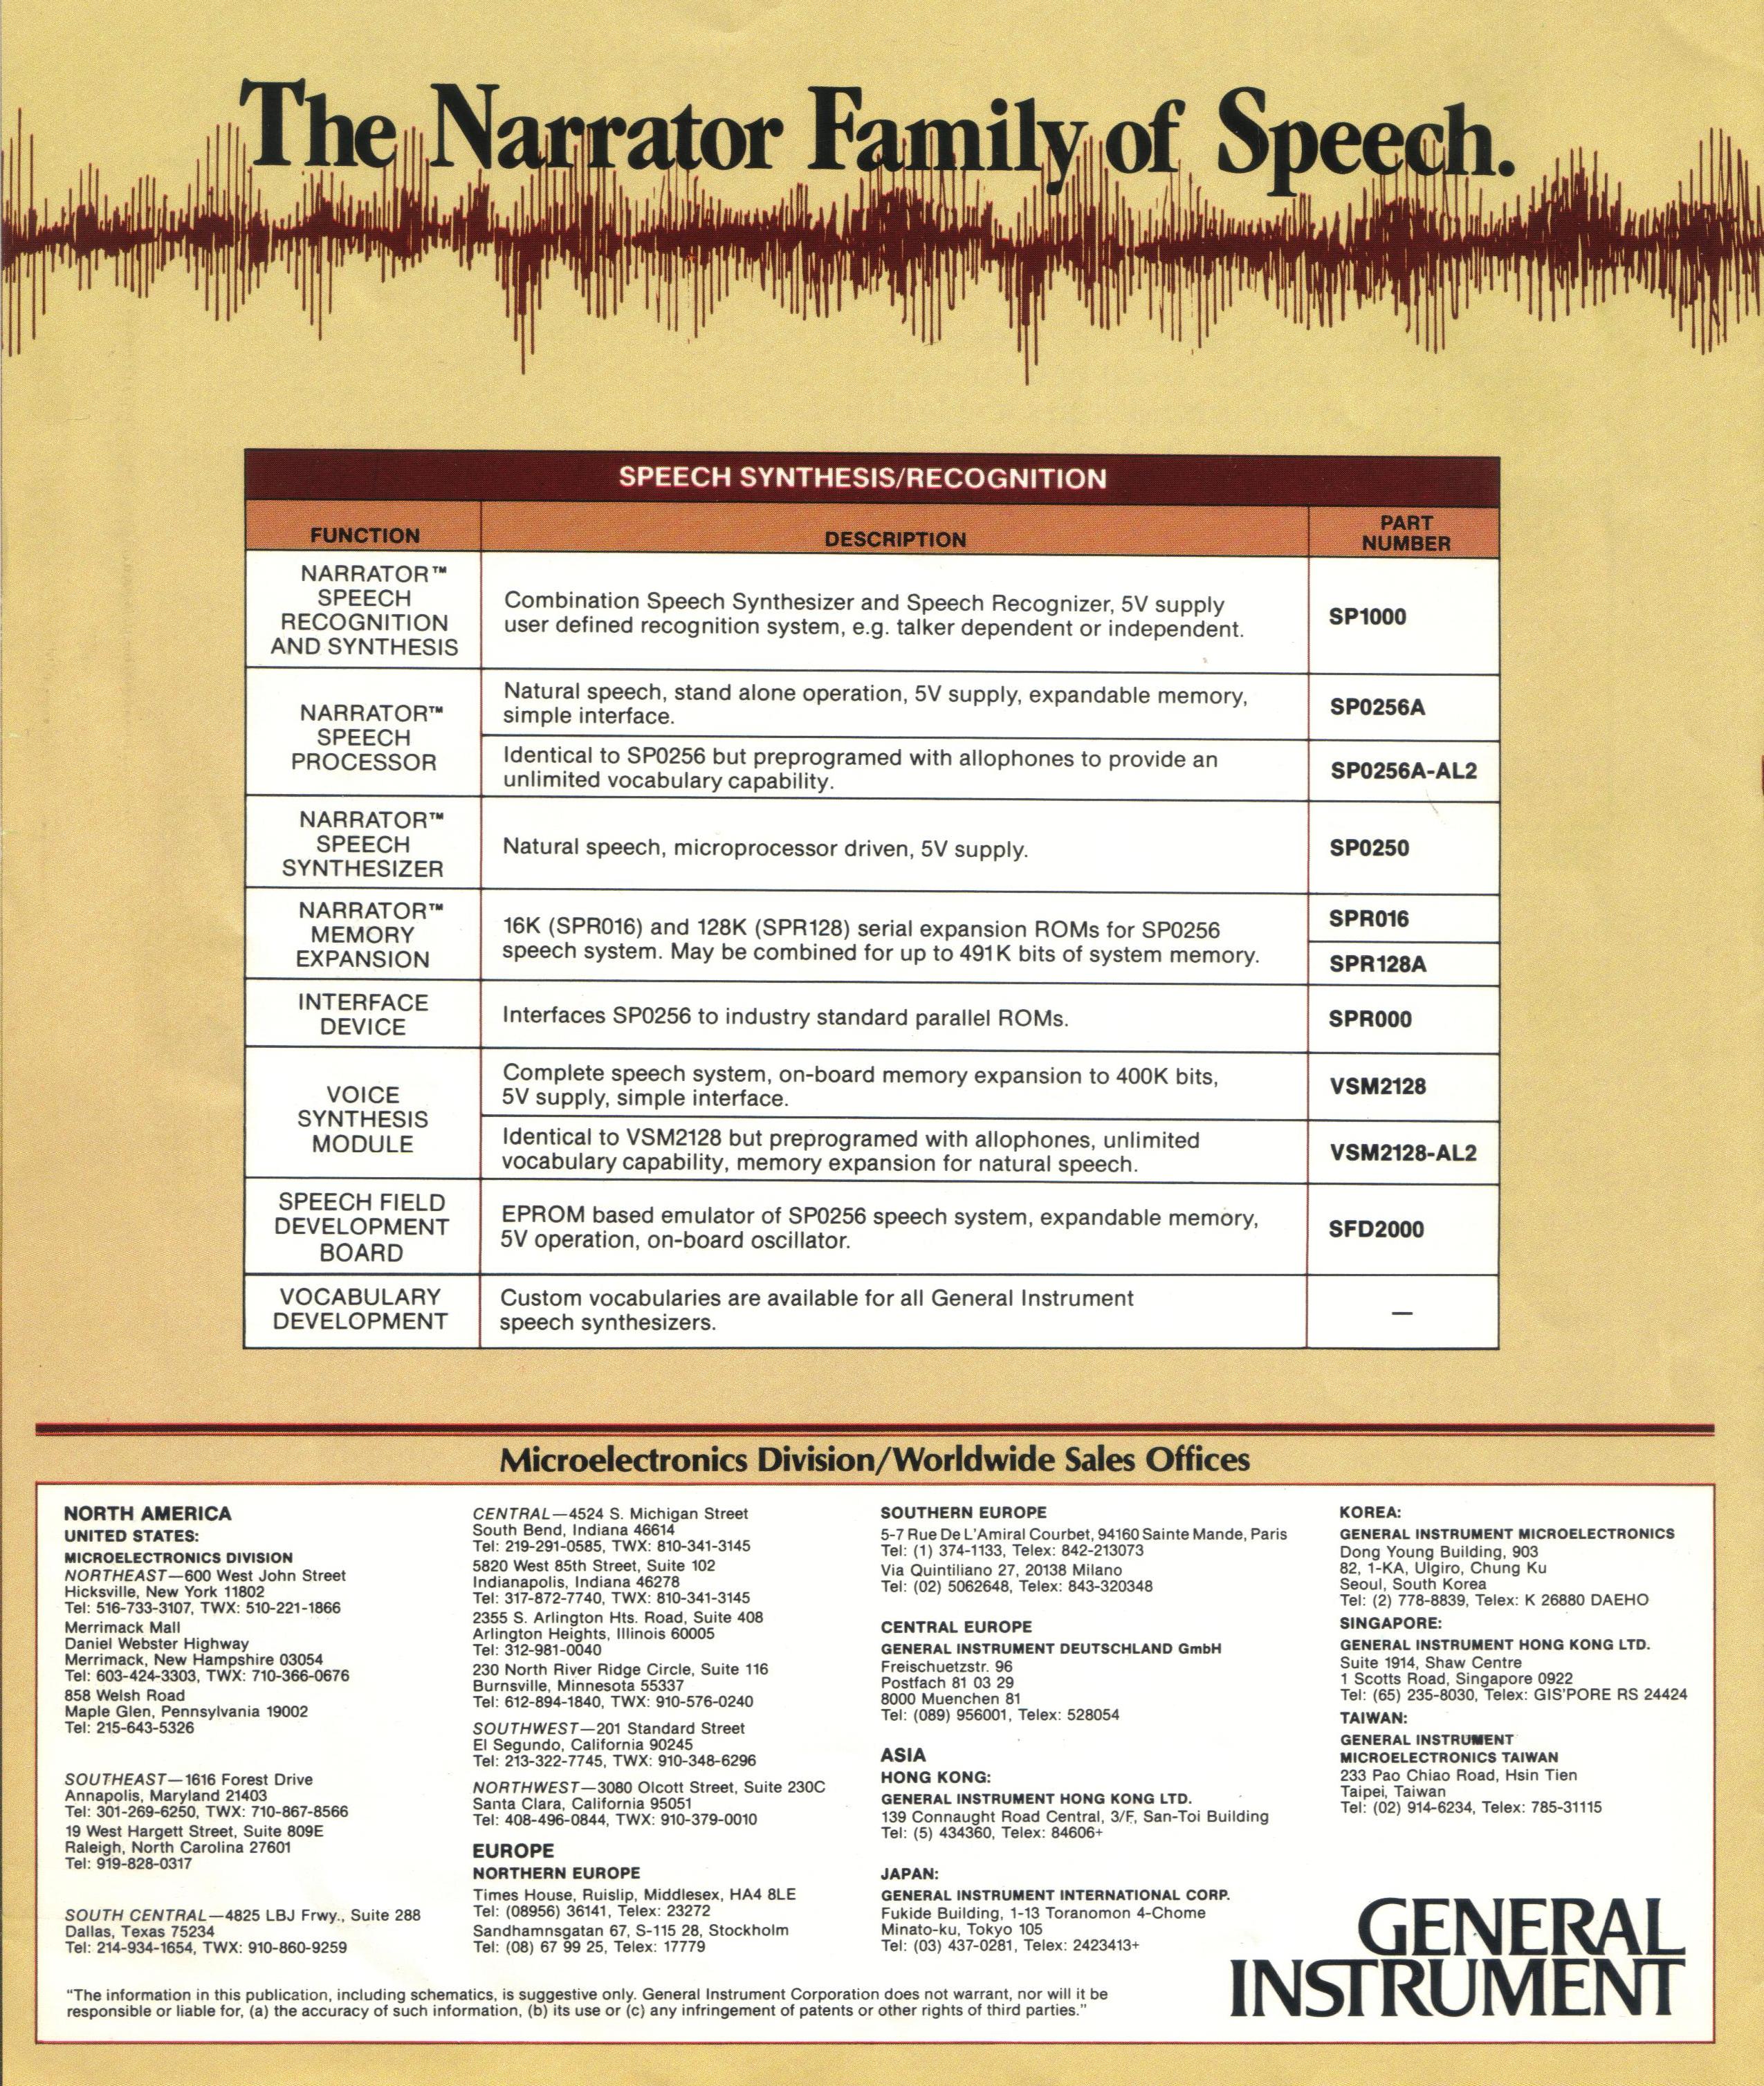 The Narrator Family of Speech.
SPEECH SYNTHESIS/RECOGNITION
FUNCTION
DESCRIPTION
PART
NUMBER
NARRATOR™
SPEECH
RECOGNITION
AND SYNTHESIS
Combination Speech Synthesizer and Speech Recognizer, 5V supply
user defined recognition system, e.g. talker dependent or independent.
SP1000
NARRATOR™
SPEECH
PROCESSOR
Natural speech, stand alone operation, 5V supply, expandable memory,
simple interface.
SP0256A
Identical to SP0256 but preprogramed with allophones to provide an
unlimited vocabulary capability.
SP0256A-AL2
NARRATOR™
SPEECH
SYNTHESIZER
Natural speech, microprocessor driven, 5V supply.
SP0250
NARRATOR™
MEMORY
EXPANSION
16K (SPR016) and 128K (SPR128) serial expansion ROMs for SP0256
speech system. May be combined for up to 491K bits of system memory.
SPR016
SPR128A
INTERFACE
DEVICE
Interfaces SP0256 to industry standard parallel ROMs.
SPR000
VOICE
SYNTHESIS
MODULE
Complete speech system, on-board memory expansion to 400K bits,
5V supply, simple interface.
VSM2128
Identical to VSM2128 but preprogramed with allophones, unlimited
vocabulary capability, memory expansion for natural speech.
VSM2128-AL2
SPEECH FIELD
DEVELOPMENT
BOARD
EPROM based emulator of SP0256 speech system, expandable memory,
5V operation, on-board oscillator.
SFD2000
VOCABULARY
DEVELOPMENT
Custom vocabularies are available for all General Instrument
speech synthesizers.
—
Microelectronics Division/Worldwide Sales Offices
NORTH AMERICA
UNITED STATES:
MICROELECTRONICS DIVISION
NORTHEAST—600 West John Street
Hicksville, New York 11802
Tel: 516-733-3107, TWX: 510-221-1866
Merrimack Mall
Daniel Webster Highway
Merrimack, New Hampshire 03054
Tel: 603-424-3303, TWX: 710-366-0676
858 Welsh Road
Maple Glen, Pennsylvania 19002
Tel: 215-643-5326
SOUTHEAST—1616 Forest Drive
Annapolis, Maryland 21403
Tel: 301-269-6250, TWX: 710-867-8566
19 West Hargett Street, Suite 809E
Raleigh, North Carolina 27601
Tel: 919-828-0317
SOUTH CENTRAL—4825 LBJ Frwy., Suite 288
Dallas, Texas 75234
Tel: 214-934-1654, TWX: 910-860-9259
CENTRAL—4524 S. Michigan Street
South Bend, Indiana 46614
Tel: 219-291-0585, TWX: 810-341-3145
5820 West 85th Street, Suite 102
Indianapolis, Indiana 46278
Tel: 317-872-7740, TWX: 810-341-3145
2355 S. Arlington Hts. Road, Suite 408
Arlington Heights, Illinois 60005
Tel: 312-981-0040
230 North River Ridge Circle, Suite 116
Burnsville, Minnesota 55337
Tel: 612-894-1840, TWX: 910-576-0240
SOUTHWEST—201 Standard Street
El Segundo, California 90245
Tel: 213-322-7745, TWX: 910-348-6296
NORTHWEST—3080 Olcott Street, Suite 230C
Santa Clara, California 95051
Tel: 408-496-0844, TWX: 910-379-0010
EUROPE
NORTHERN EUROPE
Times House, Ruislip, Middlesex, HA4 8LE
Tel: (08956) 36141, Telex: 23272
Sandhamnsgatan 67, S-115 28, Stockholm
Tel: (08) 67 99 25, Telex: 17779
SOUTHERN EUROPE
5-7 Rue De L'Amiral Courbet, 94160 Sainte Mande, Paris
Tel: (1) 374-1133, Telex: 842-213073
Via Quintiliano 27, 20138 Milano
Tel: (02) 5062648, Telex: 843-320348
CENTRAL EUROPE
GENERAL INSTRUMENT DEUTSCHLAND GmbH
Freischuetzstr. 96
Postfach 81 03 29
8000 Muenchen 81
Tel: (089) 956001, Telex: 528054
ASIA
HONG KONG:
GENERAL INSTRUMENT HONG KONG LTD.
139 Connaught Road Central, 3/F, San-Toi Building
Tel: (5) 434360, Telex: 84606+
JAPAN:
GENERAL INSTRUMENT INTERNATIONAL CORP.
Fukide Building, 1-13 Toranomon 4-Chome
Minato-ku, Tokyo 105
Tel: (03) 437-0281, Telex: 2423413+
KOREA:
GENERAL INSTRUMENT MICROELECTRONICS
Dong Young Building, 903
82, 1-KA, Ulgiro, Chung Ku
Seoul, South Korea
Tel: (2) 778-8839, Telex: K 26880 DAEHO
SINGAPORE:
GENERAL INSTRUMENT HONG KONG LTD.
Suite 1914, Shaw Centre
1 Scotts Road, Singapore 0922
Tel: (65) 235-8030, Telex: GIS'PORE RS 24424
TAIWAN:
GENERAL INSTRUMENT
MICROELECTRONICS TAIWAN
233 Pao Chiao Road, Hsin Tien
Taipei, Taiwan
Tel: (02) 914-6234, Telex: 785-31115
"The information in this publication, including schematics, is suggestive only. General Instrument Corporation does not warrant, nor will it be
responsible or liable for, (a) the accuracy of such information, (b) its use or (c) any infringement of patents or other rights of third parties."
GENERAL
INSTRUMENT